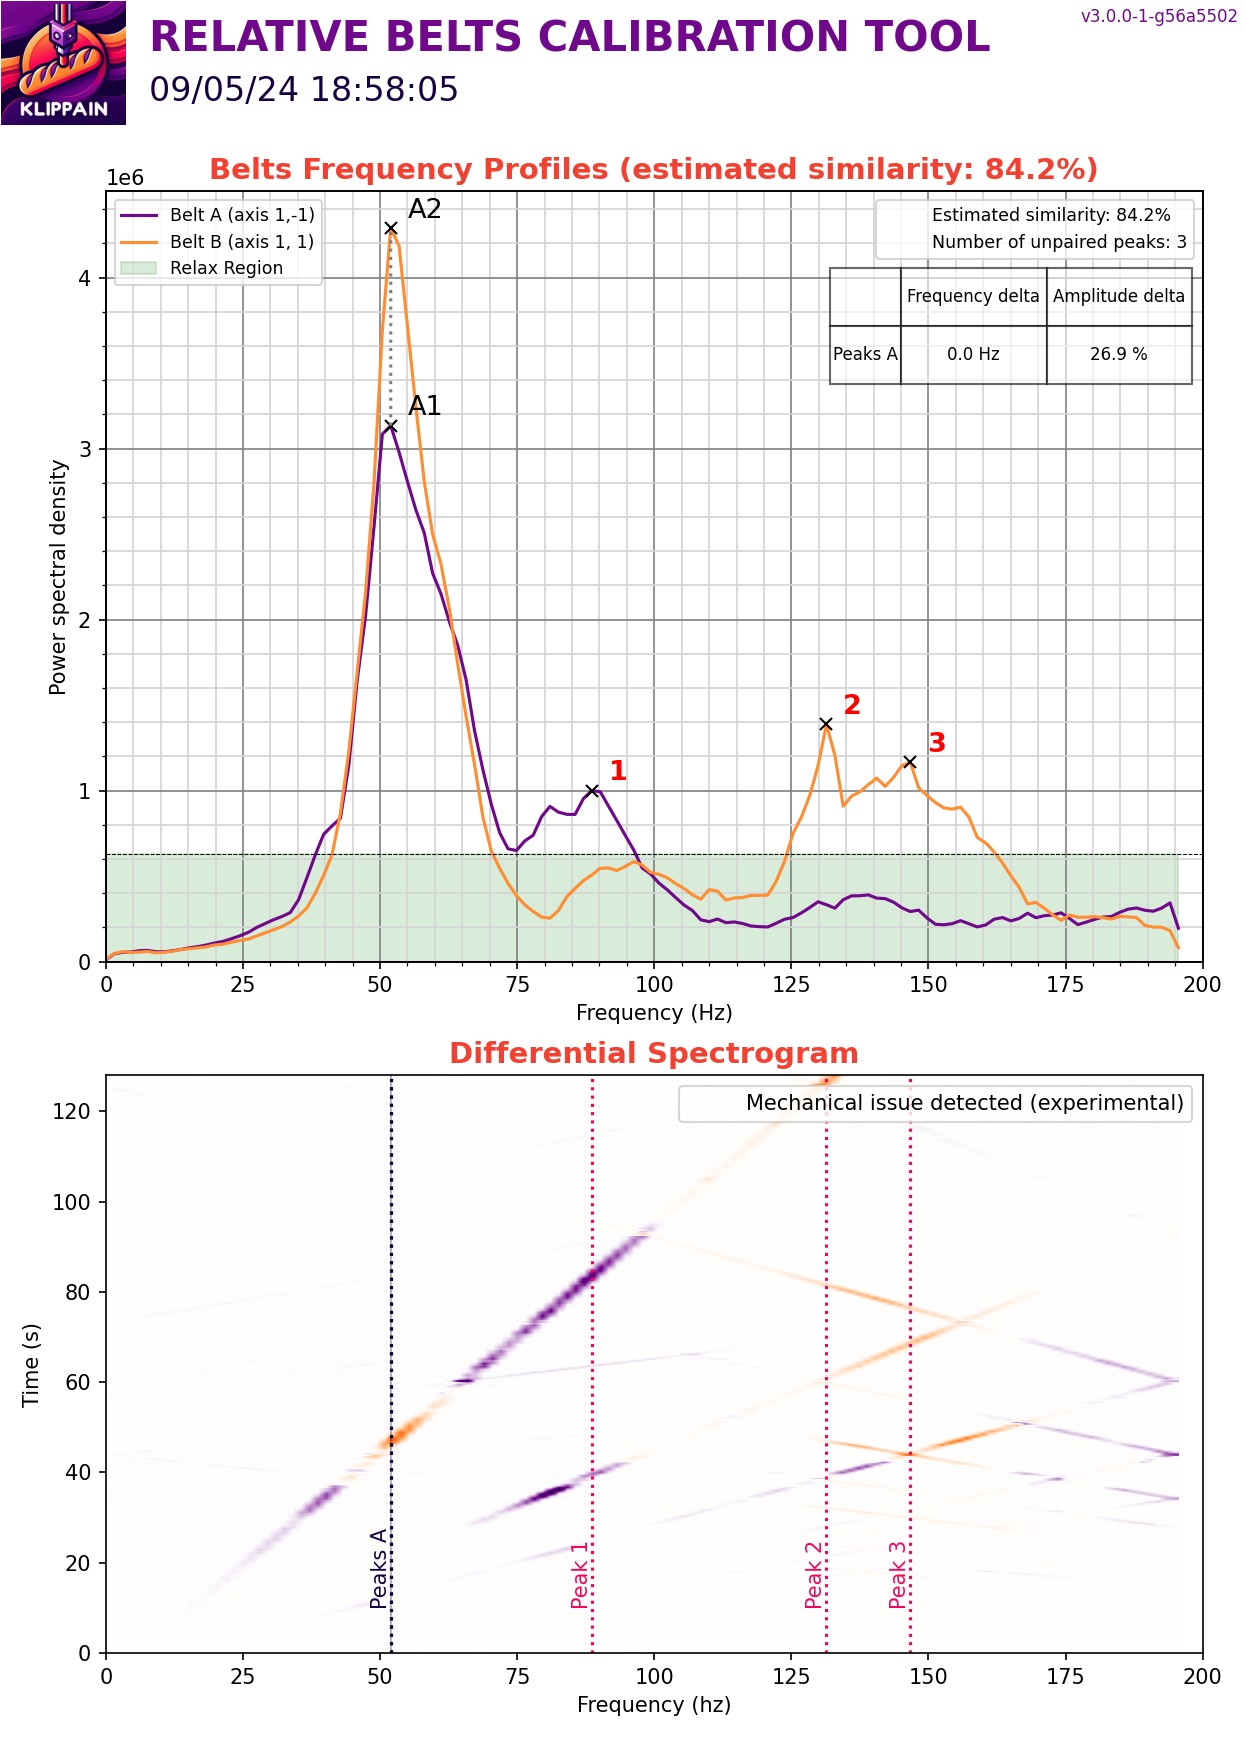 KLIPPAIN
RELATIVE BELTS CALIBRATION TOOL
v3.0.0-1-g56a5502
09/05/24 18:58:05
Belts Frequency Profiles (estimated similarity: 84.2%)
1e6
Belt A (axis 1,-1)
Belt B (axis 1, 1)
Relax Region
A2
A1
Estimated similarity: 84.2%
Number of unpaired peaks: 3
Frequency delta Amplitude delta
Peaks A 0.0 Hz 26.9 %
1
2
3
4
3
2
1
0
Power spectral density
0 25 50 75 100 125 150 175 200
Frequency (Hz)
Differential Spectrogram
Mechanical issue detected (experimental)
120
100
80
60
40
20
0
Time (s)
Peaks A
Peak 1
Peak 2
Peak 3
0 25 50 75 100 125 150 175 200
Frequency (hz)